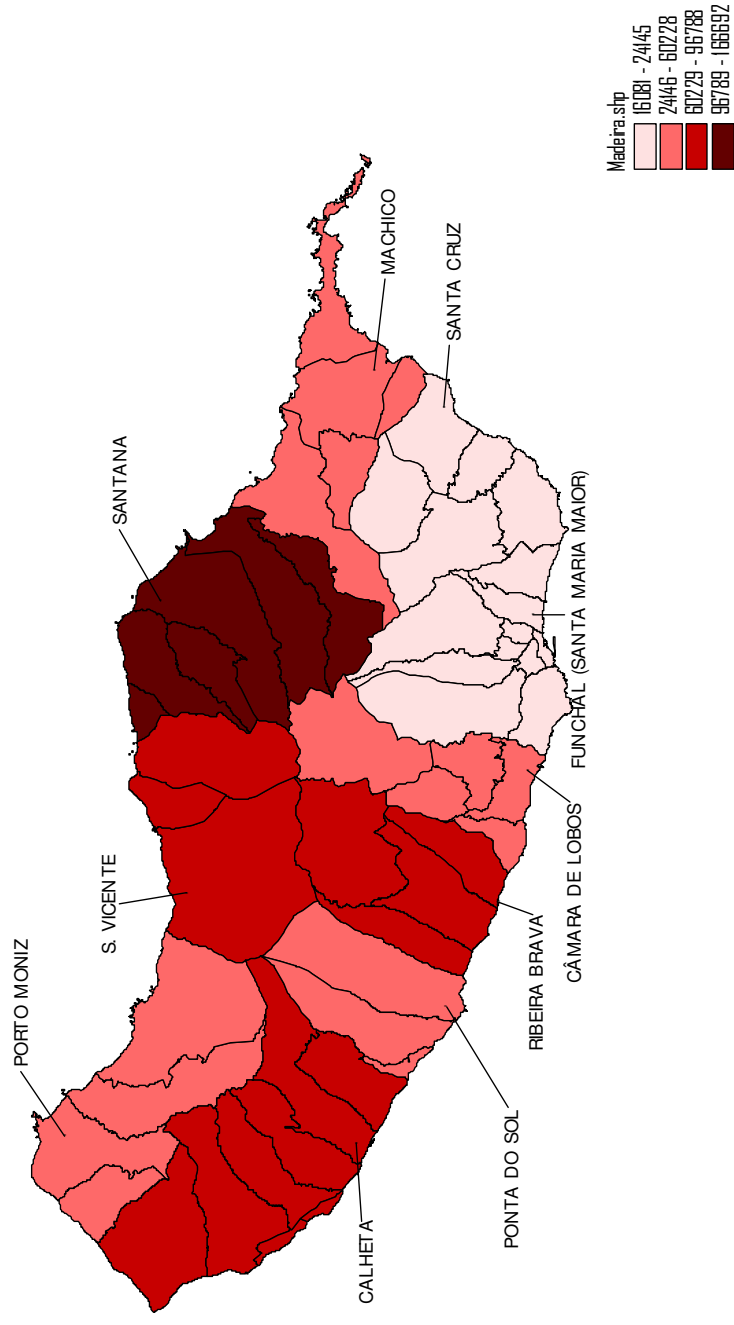 PORTO MONIZ
S. VICENTE
SANTANA
MACHICO
SANTA CRUZ
FUNCHAL (SANTA MARIA MAIOR)
CÂMARA DE LOBOS
RIBEIRA BRAVA
PONTA DO SOL
CALHETA
Madeira.shp
16081 - 24145
24146 - 60228
60229 - 96788
96789 - 166692